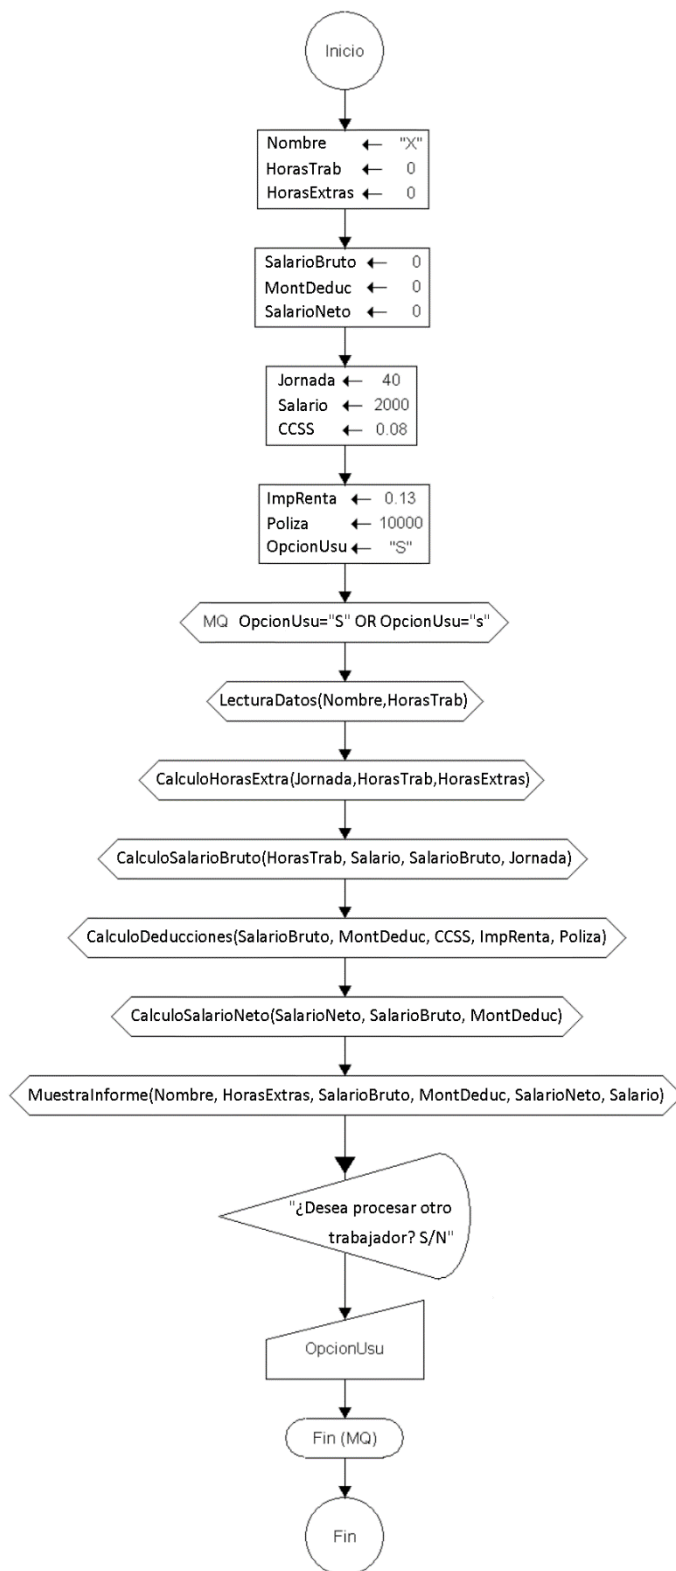 Inicio
Nombre ← "X"
HorasTrab ← 0
HorasExtras ← 0
SalarioBruto ← 0
MontDeduc ← 0
SalarioNeto ← 0
Jornada ← 40
Salario ← 2000
CCSS ← 0.08
ImpRenta ← 0.13
Poliza ← 10000
OpcionUsu ← "S"
MQ OpcionUsu="S" OR OpcionUsu="s"
LecturaDatos(Nombre,HorasTrab)
CalculoHorasExtra(Jornada,HorasTrab,HorasExtras)
CalculoSalarioBruto(HorasTrab, Salario, SalarioBruto, Jornada)
CalculoDeducciones(SalarioBruto, MontDeduc, CCSS, ImpRenta, Poliza)
CalculoSalarioNeto(SalarioNeto, SalarioBruto, MontDeduc)
MuestraInforme(Nombre, HorasExtras, SalarioBruto, MontDeduc, SalarioNeto, Salario)
"¿Desea procesar otro
trabajador? S/N"
OpcionUsu
Fin (MQ)
Fin